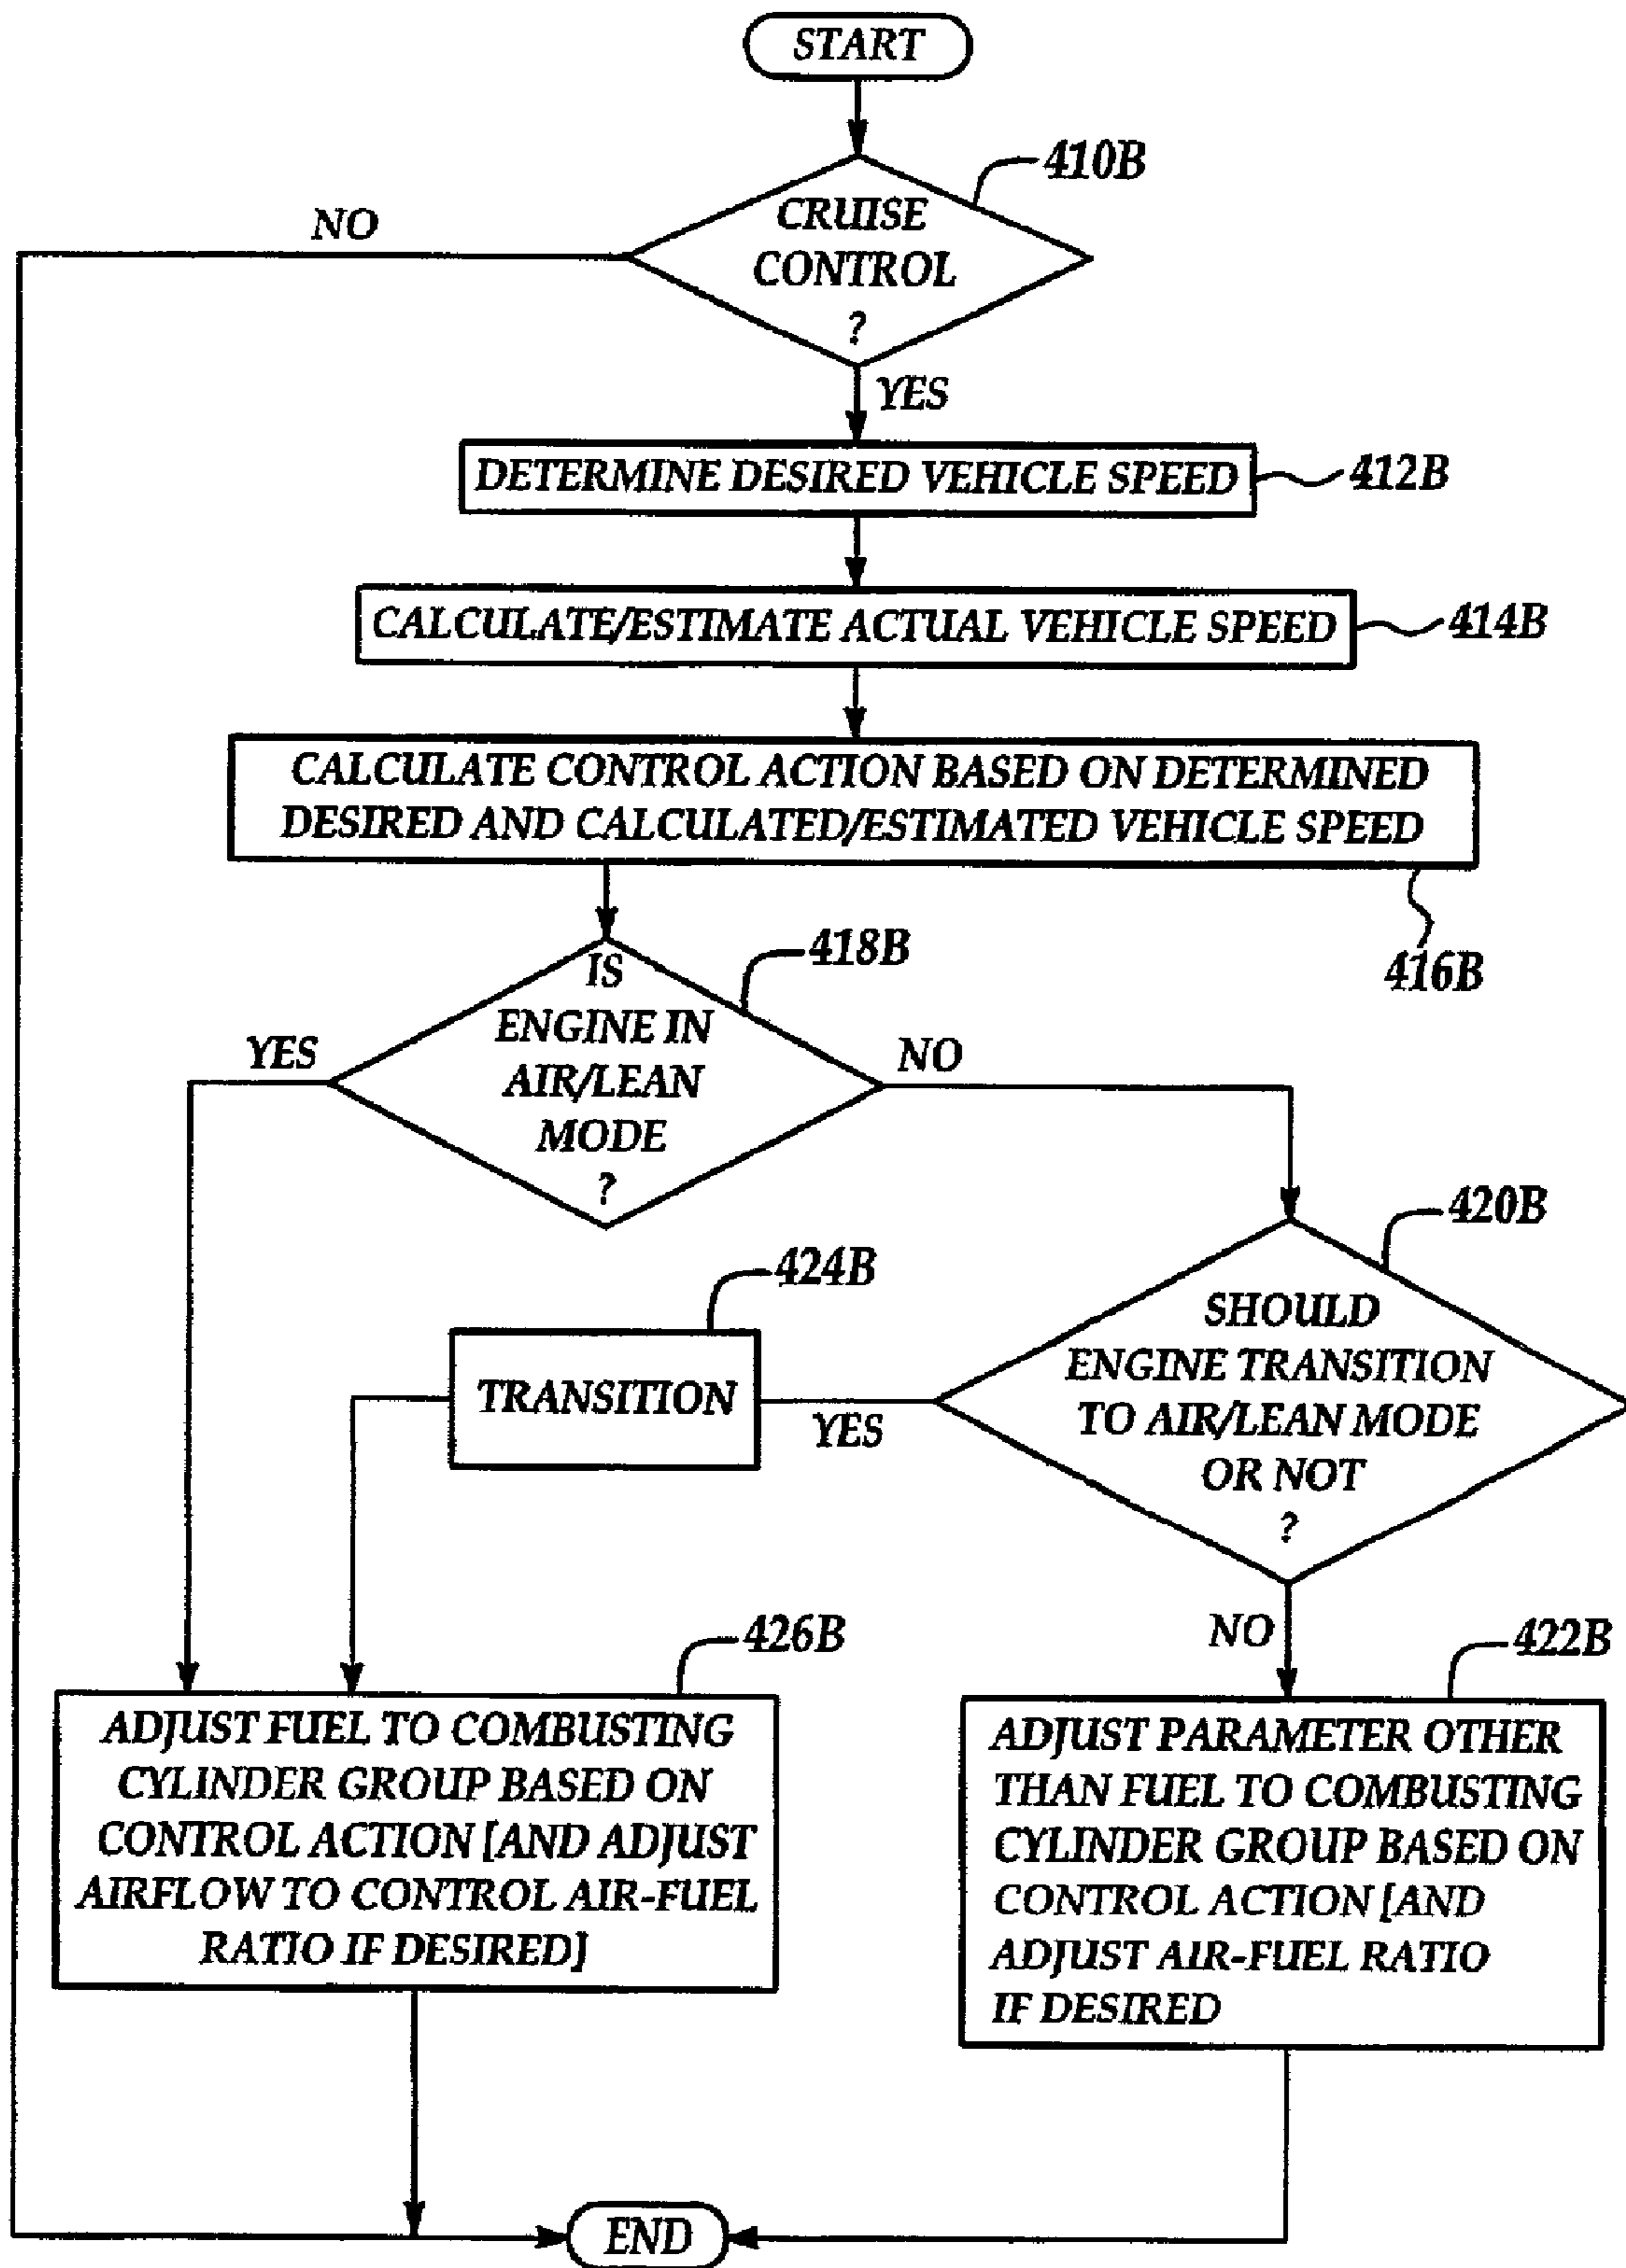 START
410B
CRUISE
CONTROL
?
NO
YES
DETERMINE DESIRED VEHICLE SPEED
412B
CALCULATE/ESTIMATE ACTUAL VEHICLE SPEED
414B
CALCULATE CONTROL ACTION BASED ON DETERMINED
DESIRED AND CALCULATED/ESTIMATED VEHICLE SPEED
416B
418B
IS
ENGINE IN
AIR/LEAN
MODE
?
YES
NO
420B
SHOULD
ENGINE TRANSITION
TO AIR/LEAN MODE
OR NOT
?
424B
TRANSITION
YES
NO
426B
ADJUST FUEL TO COMBUSTING
CYLINDER GROUP BASED ON
CONTROL ACTION [AND ADJUST
AIRFLOW TO CONTROL AIR-FUEL
RATIO IF DESIRED]
422B
ADJUST PARAMETER OTHER
THAN FUEL TO COMBUSTING
CYLINDER GROUP BASED ON
CONTROL ACTION [AND
ADJUST AIR-FUEL RATIO
IF DESIRED
END